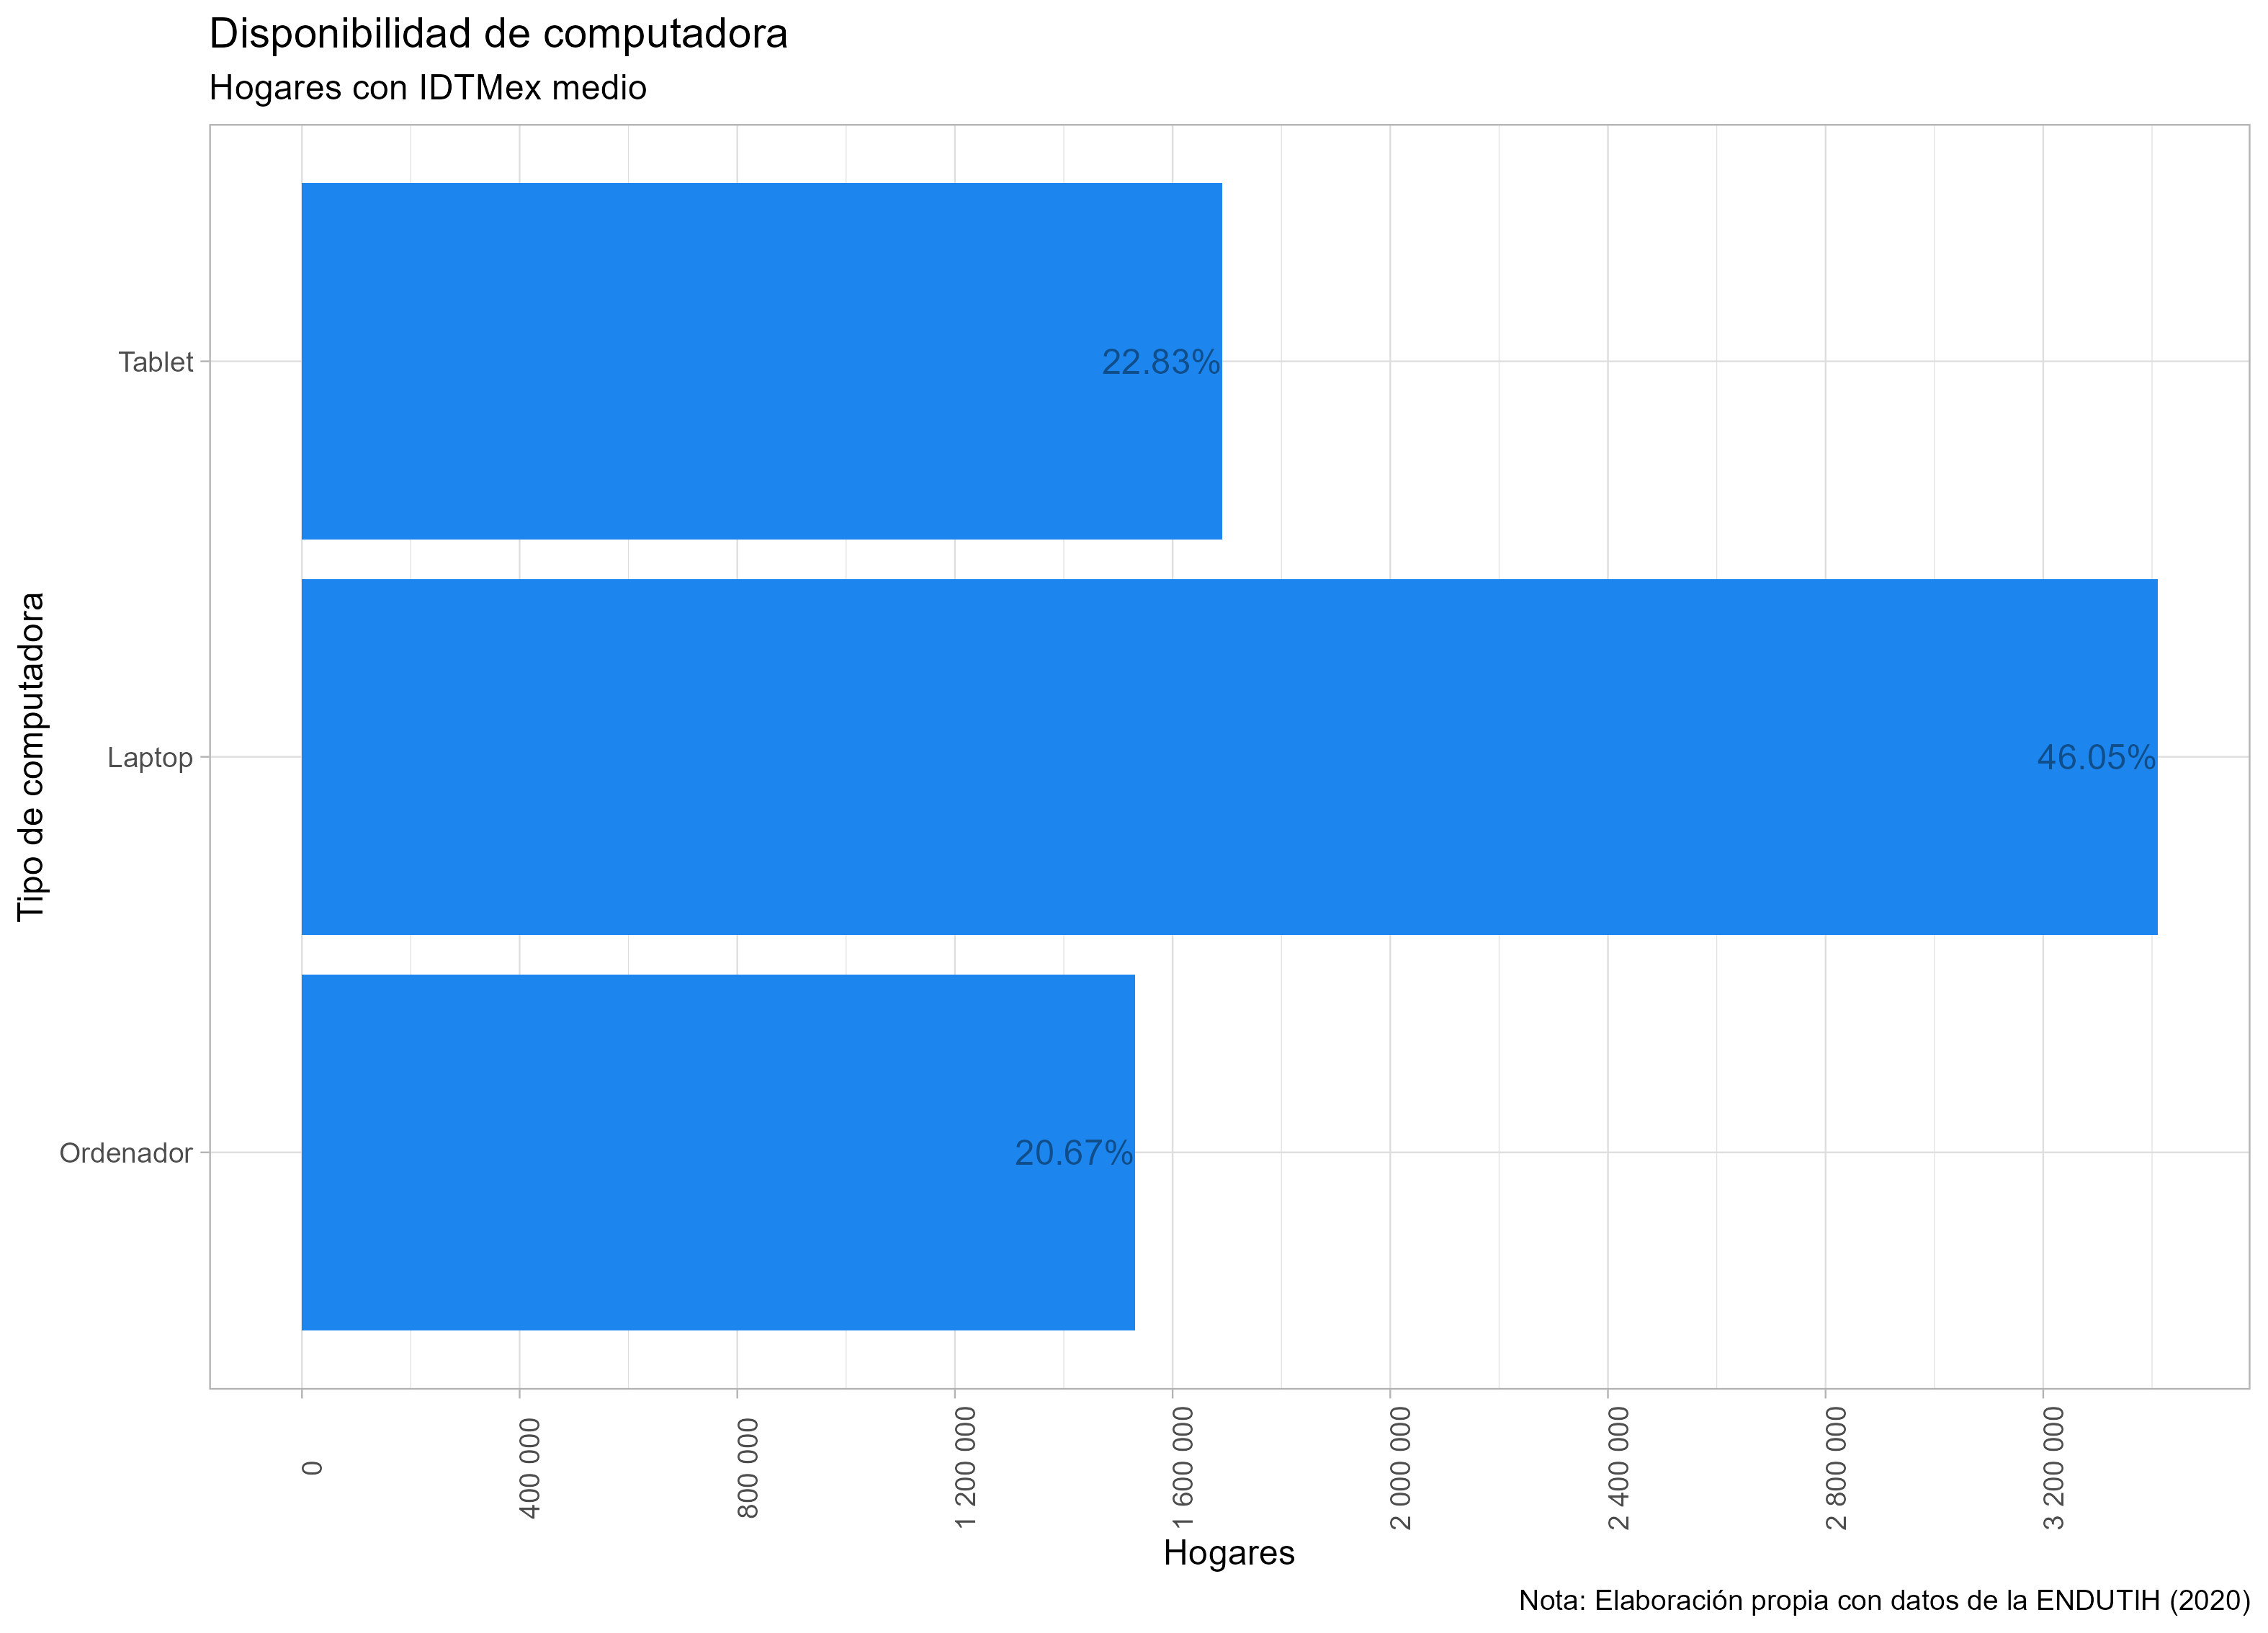 Disponibilidad de computadora
Hogares con IDTMex medio
Tipo de computadora
Tablet
22.83%
Laptop
46.05%
Ordenador
20.67%
0
400 000
800 000
1 200 000
1 600 000
2 000 000
2 400 000
2 800 000
3 200 000
Hogares
Nota: Elaboración propia con datos de la ENDUTIH (2020)